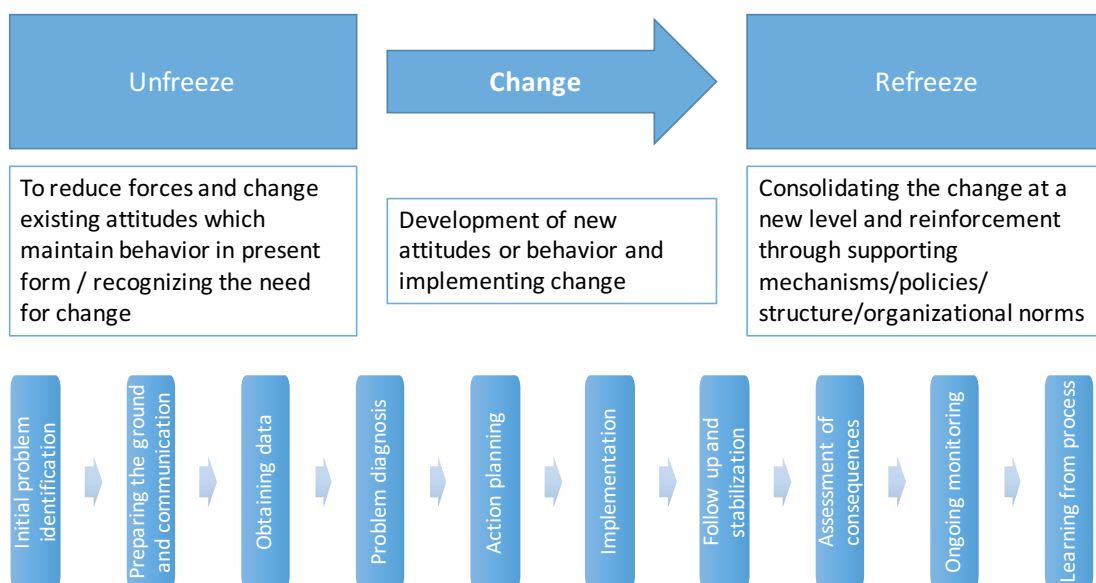 Unfreeze
Change
Refreeze
To reduce forces and change
existing attitudes which
maintain behavior in present
form / recognizing the need
for change
Development of new
attitudes or behavior and
implementing change
Consolidating the change at a
new level and reinforcement
through supporting
mechanisms/policies/
structure/organizational norms
Initial problem
identification
Preparing the ground
and communication
Obtaining data
Problem diagnosis
Action planning
Implementation
Follow up and
stabilization
Assessment of
consequences
Ongoing monitoring
Learning from process